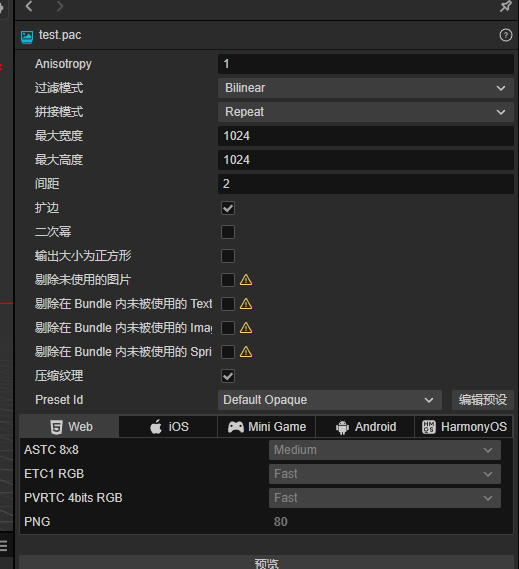 test.pac
Anisotropy 1
过滤模式 Bilinear
拼接模式 Repeat
最大宽度 1024
最大高度 1024
间距 2
扩边
二次幂
输出大小为正方形
剔除未使用的图片
剔除在 Bundle 内未被使用的 Text
剔除在 Bundle 内未被使用的 Imag
剔除在 Bundle 内未被使用的 Spri
压缩纹理
Preset Id Default Opaque 编辑预设
Web iOS Mini Game Android HarmonyOS
ASTC 8x8 Medium
ETC1 RGB Fast
PVRTC 4bits RGB Fast
PNG 80
预览